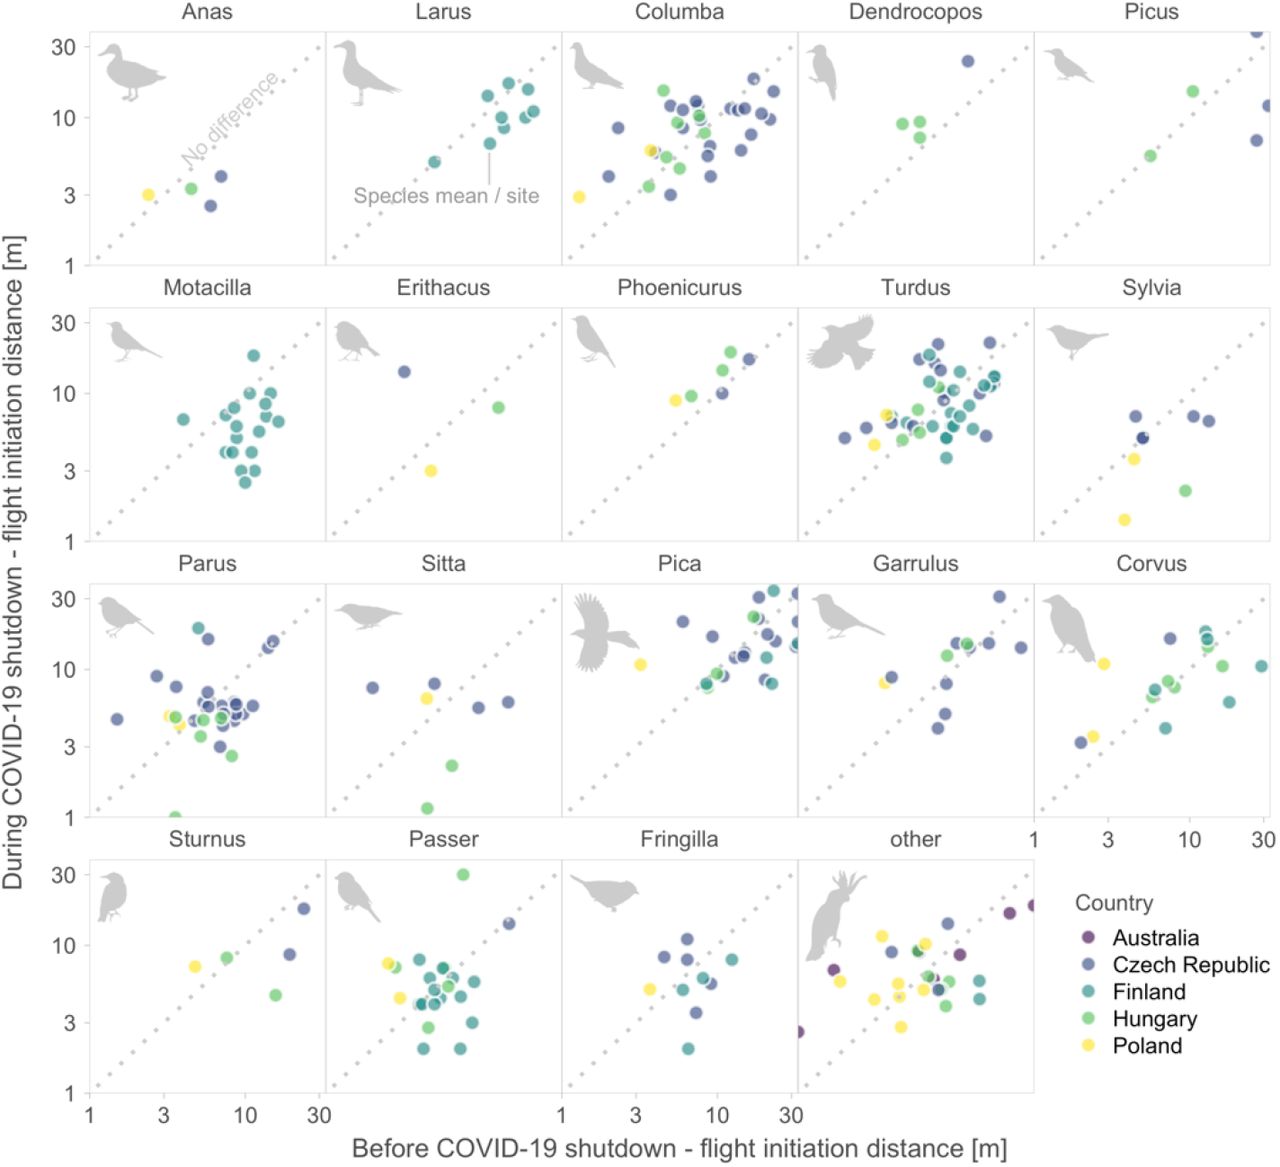 Anas Larus Columba Dendrocopos Picus
30
10
3
1
No difference
Species mean / site
Motacilla Erithacus Phoenicurus Turdus Sylvia
30
10
3
1
Parus Sitta Pica Garrulus Corvus
30
10
3
1
1 3 10 30
Sturnus Passer Fringilla other
30
10
3
1
1 3 10 30 1 3 10 30
During COVID-19 shutdown - flight initiation distance [m]
Before COVID-19 shutdown - flight initiation distance [m]
Country
Australia
Czech Republic
Finland
Hungary
Poland